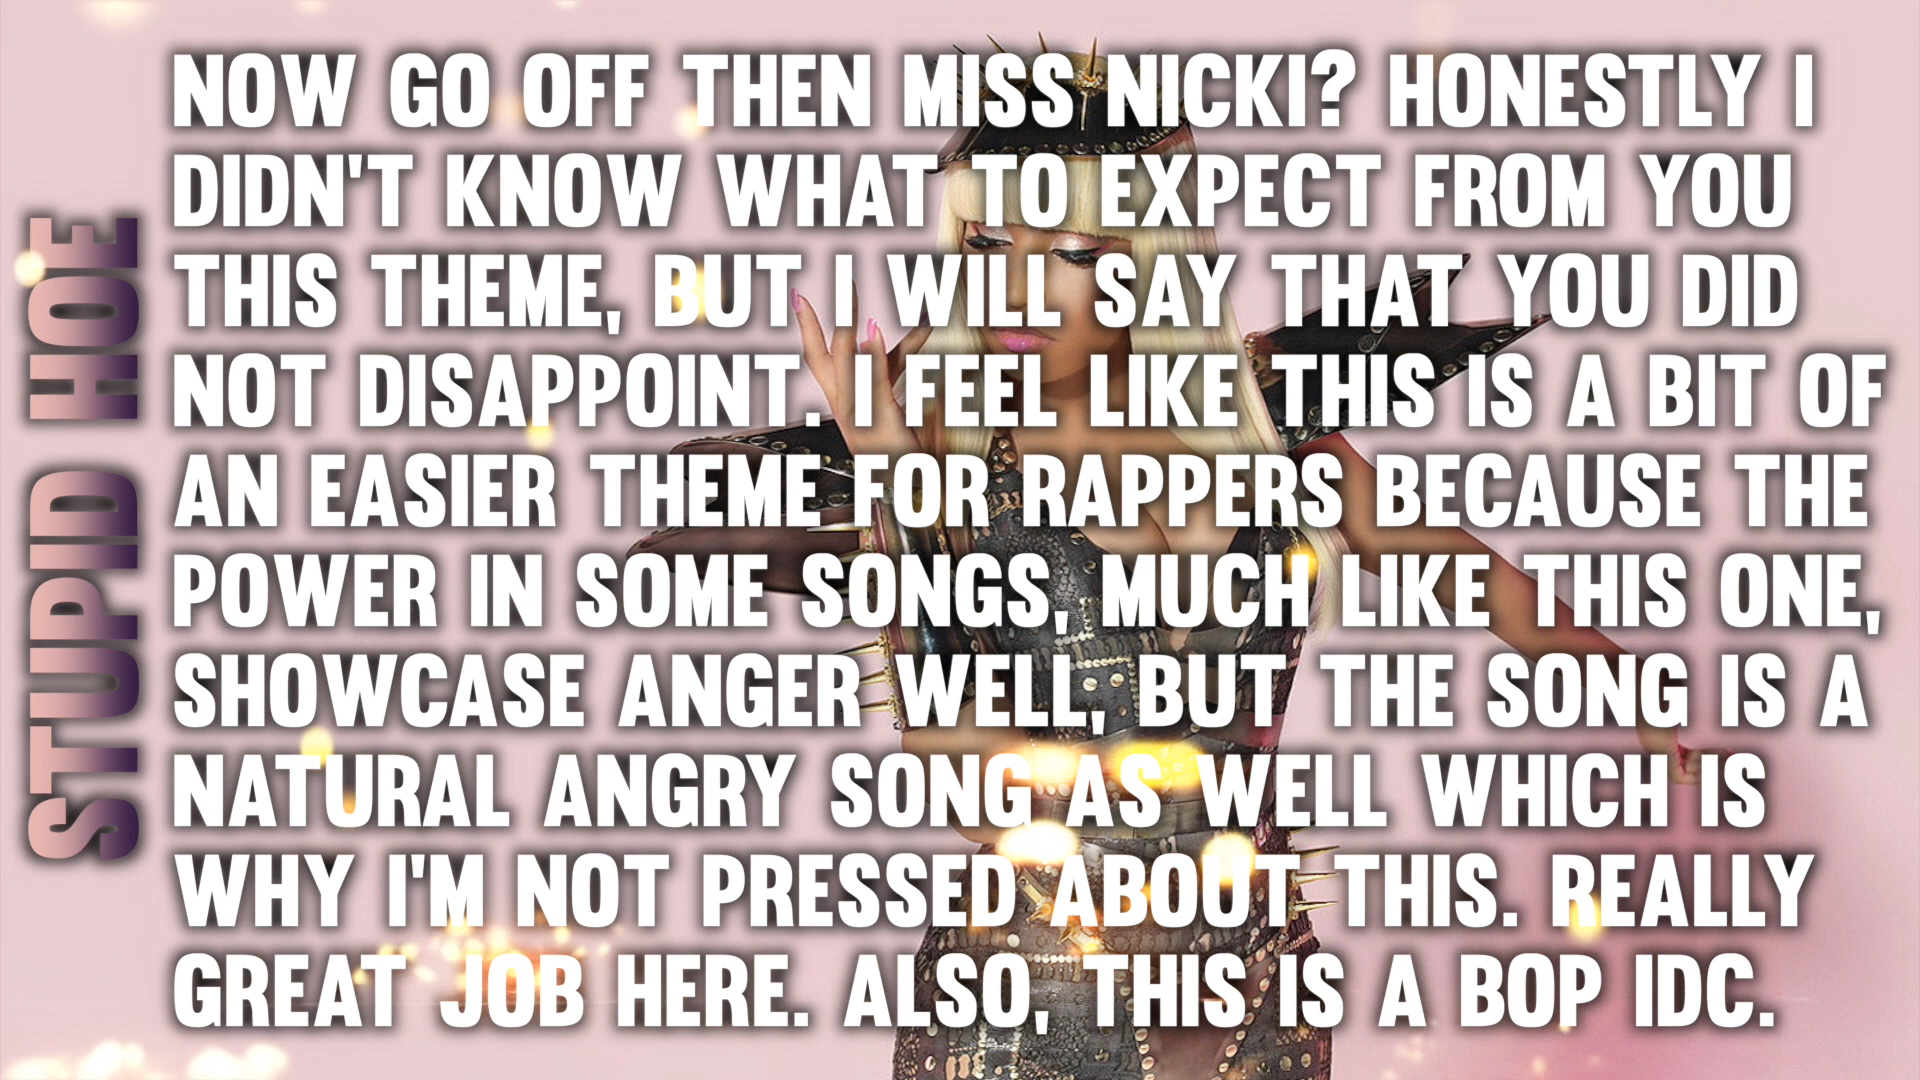 STUPID HOE
NOW GO OFF THEN MISS NICKI? HONESTLY I
DIDN'T KNOW WHAT TO EXPECT FROM YOU
THIS THEME, BUT I WILL SAY THAT YOU DID
NOT DISAPPOINT. I FEEL LIKE THIS IS A BIT OF
AN EASIER THEME FOR RAPPERS BECAUSE THE
POWER IN SOME SONGS, MUCH LIKE THIS ONE,
SHOWCASE ANGER WELL, BUT THE SONG IS A
NATURAL ANGRY SONG AS WELL WHICH IS
WHY I'M NOT PRESSED ABOUT THIS. REALLY
GREAT JOB HERE. ALSO, THIS IS A BOP IDC.